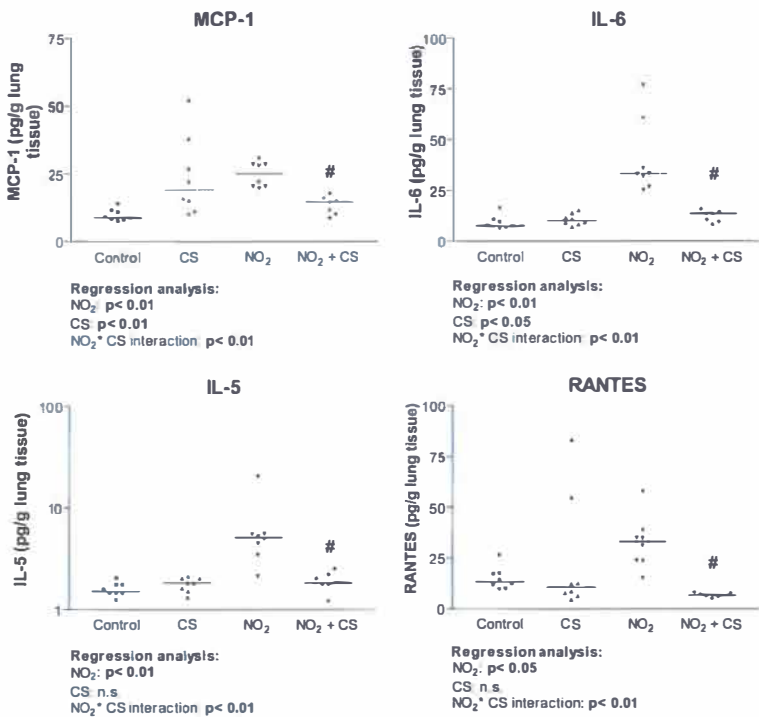 MCP-1
MCP-1 (pg/g lung tissue)
75
50
25
0
Control CS NO₂ NO₂ + CS
#
Regression analysis:
NO₂: p< 0.01
CS: p< 0.01
NO₂* CS interaction: p< 0.01
IL-6
IL-6 (pg/g lung tissue)
100
75
50
25
0
Control CS NO₂ NO₂ + CS
#
Regression analysis:
NO₂: p< 0.01
CS: p< 0.05
NO₂* CS interaction: p< 0.01
IL-5
IL-5 (pg/g lung tissue)
100
10
1
Control CS NO₂ NO₂ + CS
#
Regression analysis:
NO₂: p< 0.01
CS: n.s
NO₂* CS interaction: p< 0.01
RANTES
RANTES (pg/g lung tissue)
100
75
50
25
0
Control CS NO₂ NO₂ + CS
#
Regression analysis:
NO₂: p< 0.05
CS: n.s
NO₂* CS interaction: p< 0.01